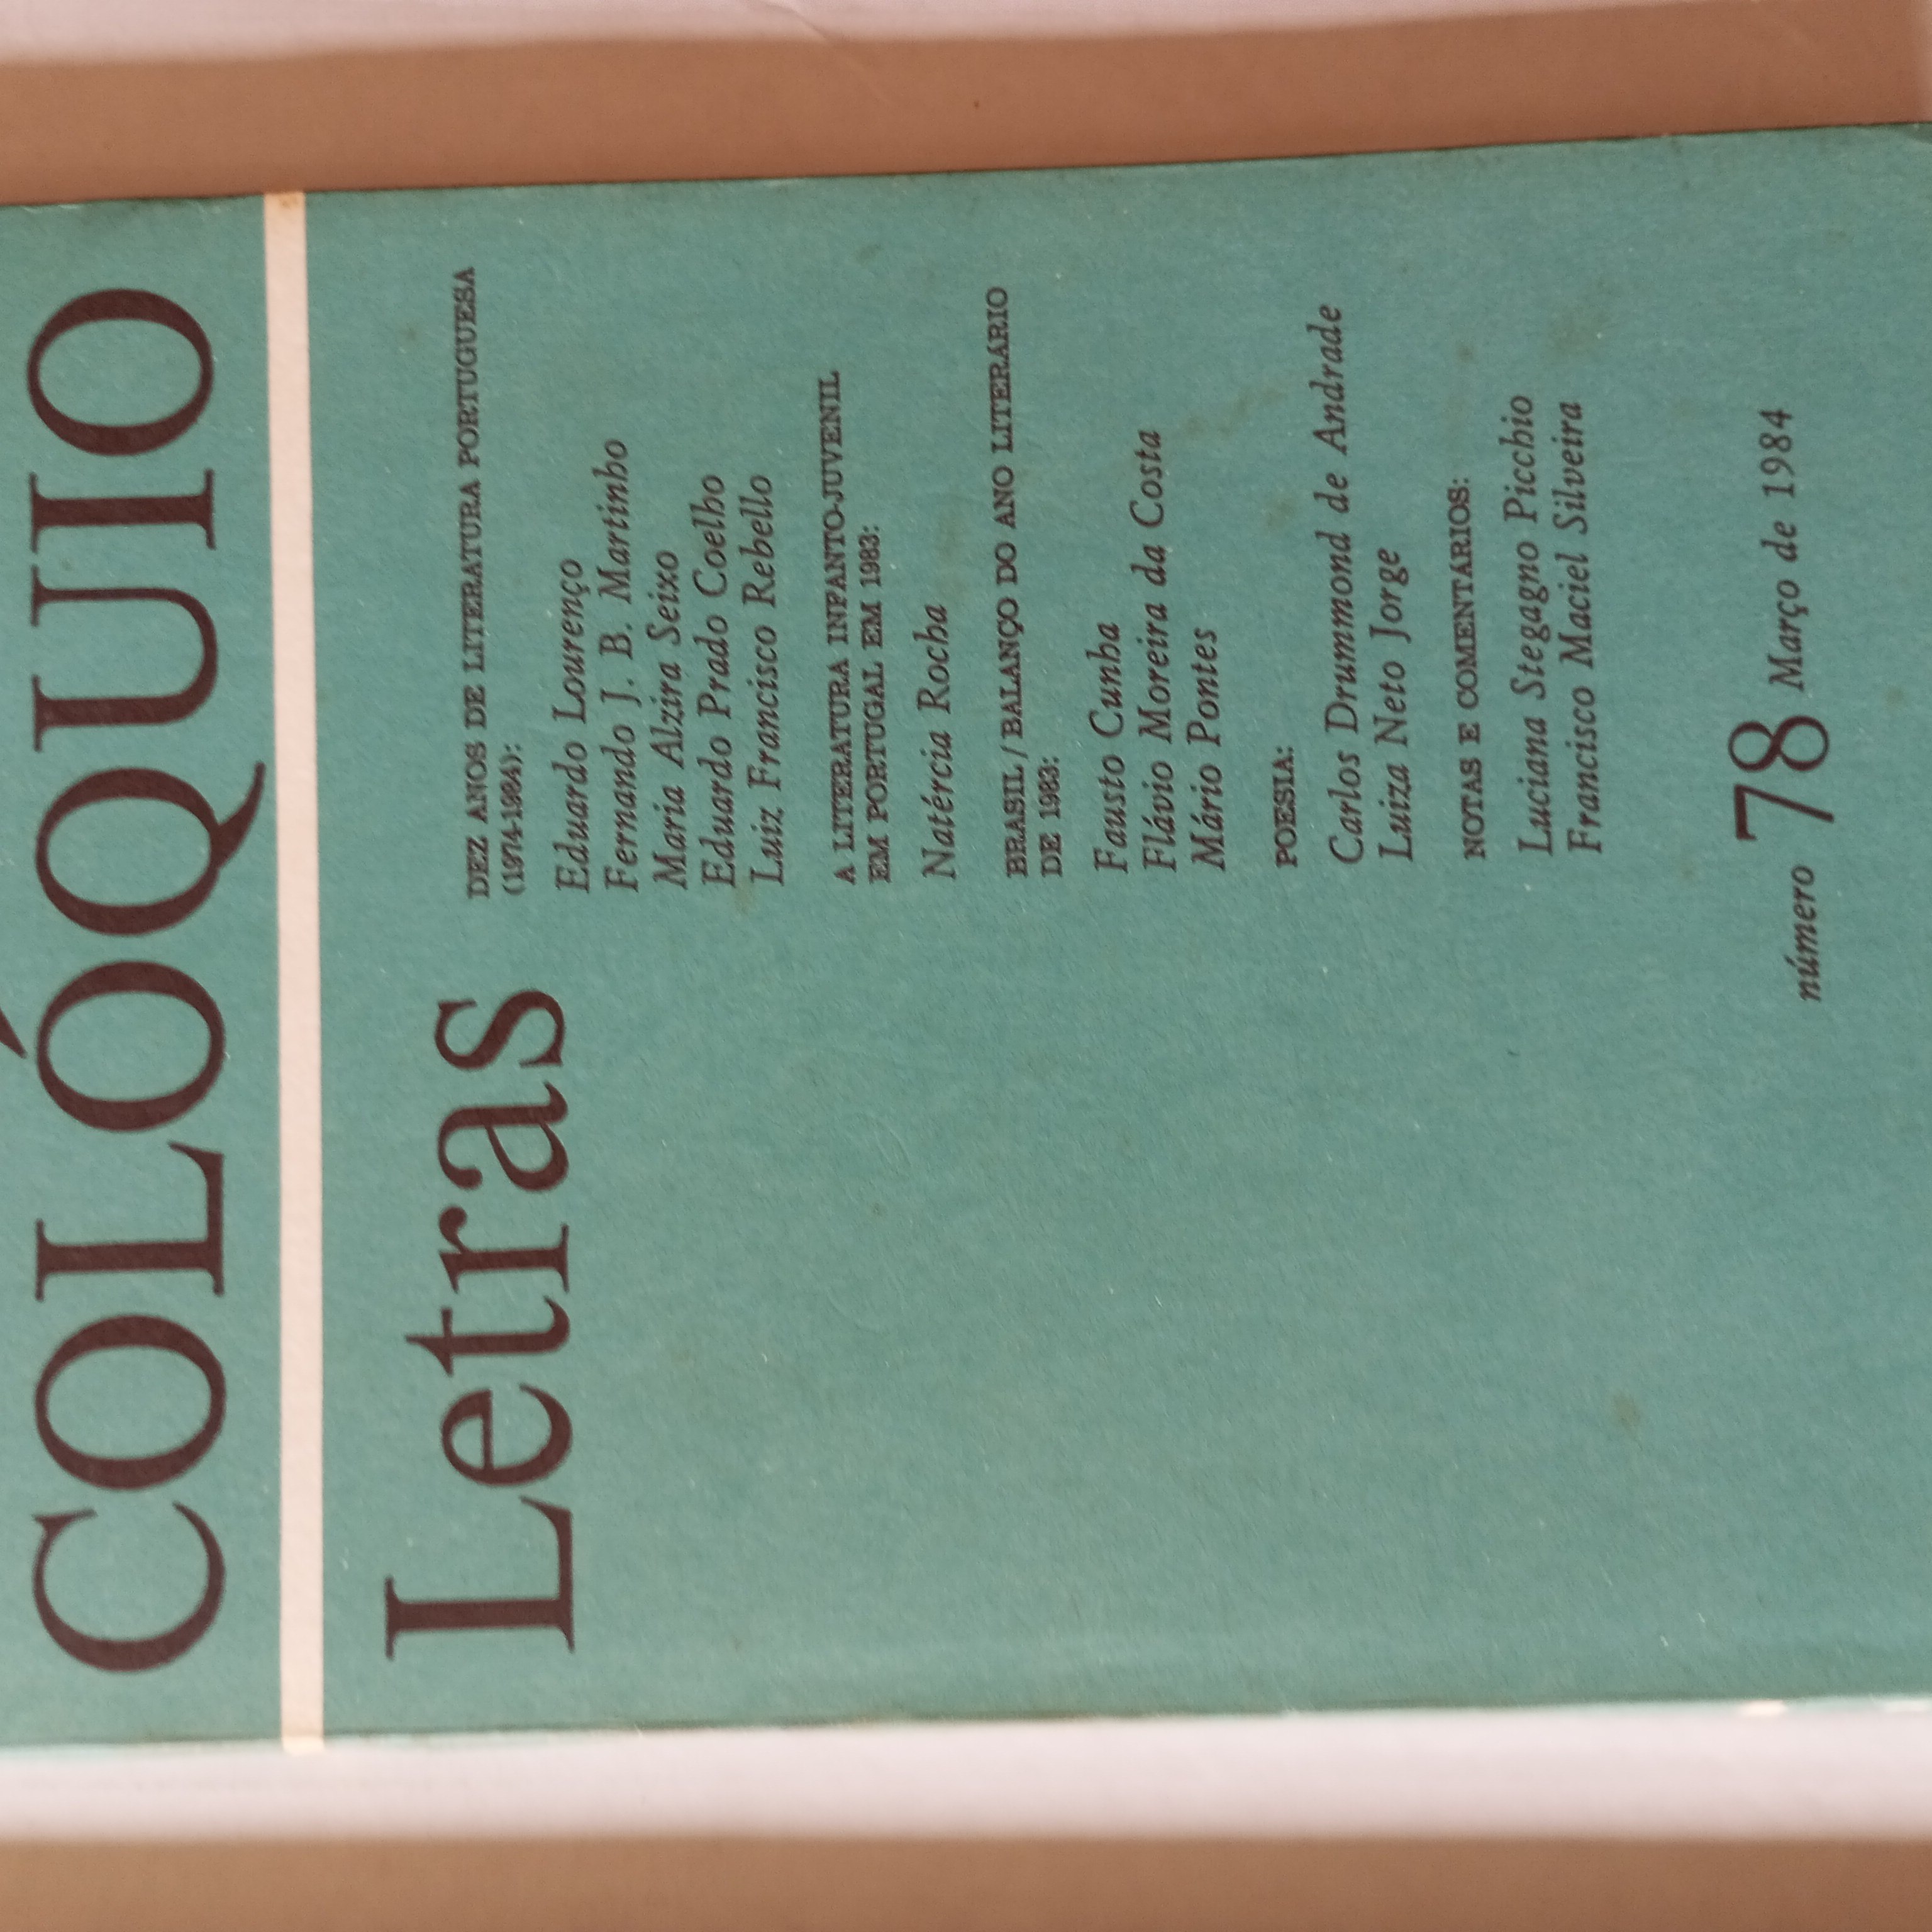 COLÓQUIO
Letras
DEZ ANOS DE LITERATURA PORTUGUESA
(1974-1984):
Eduardo Lourenço
Fernando J. B. Martinho
Maria Alzira Seixo
Eduardo Prado Coelho
Luiz Francisco Rebello
A LITERATURA INFANTO-JUVENIL
EM PORTUGAL EM 1983:
Natércia Rocha
BRASIL / BALANÇO DO ANO LITERÁRIO
DE 1983:
Fausto Cunha
Flávio Moreira da Costa
Mário Pontes
POESIA:
Carlos Drummond de Andrade
Luiza Neto Jorge
NOTAS E COMENTÁRIOS:
Luciana Stegagno Picchio
Francisco Maciel Silveira
número 78 Março de 1984